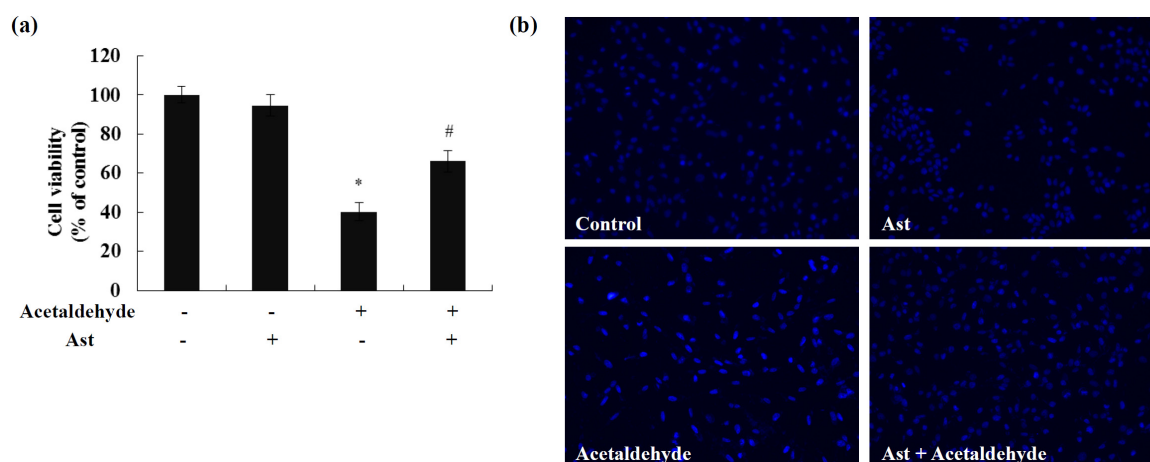 (a)
120
100
80
60
40
20
0
Cell viability
(% of control)
*
#
Acetaldehyde - - + +
Ast - + - +
(b)
Control
Ast
Acetaldehyde
Ast + Acetaldehyde